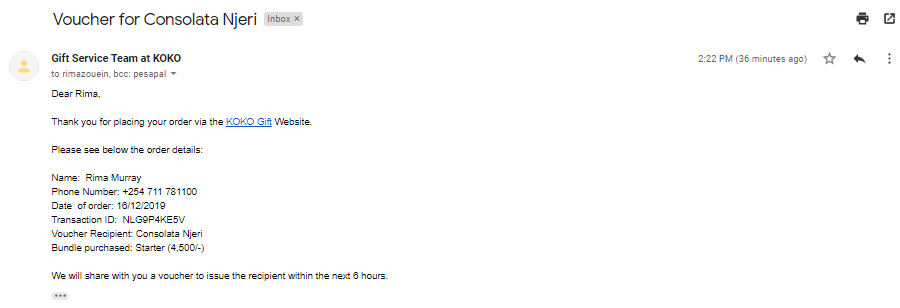 Voucher for Consolata Njeri Inbox ×
Gift Service Team at KOKO 2:22 PM (36 minutes ago)
to rimazouein, bcc: pesapal
Dear Rima,
Thank you for placing your order via the KOKO Gift Website.
Please see below the order details:
Name: Rima Murray
Phone Number: +254 711 781100
Date of order: 16/12/2019
Transaction ID: NLG9P4KE5V
Voucher Recipient: Consolata Njeri
Bundle purchased: Starter (4,500/-)
We will share with you a voucher to issue the recipient within the next 6 hours.